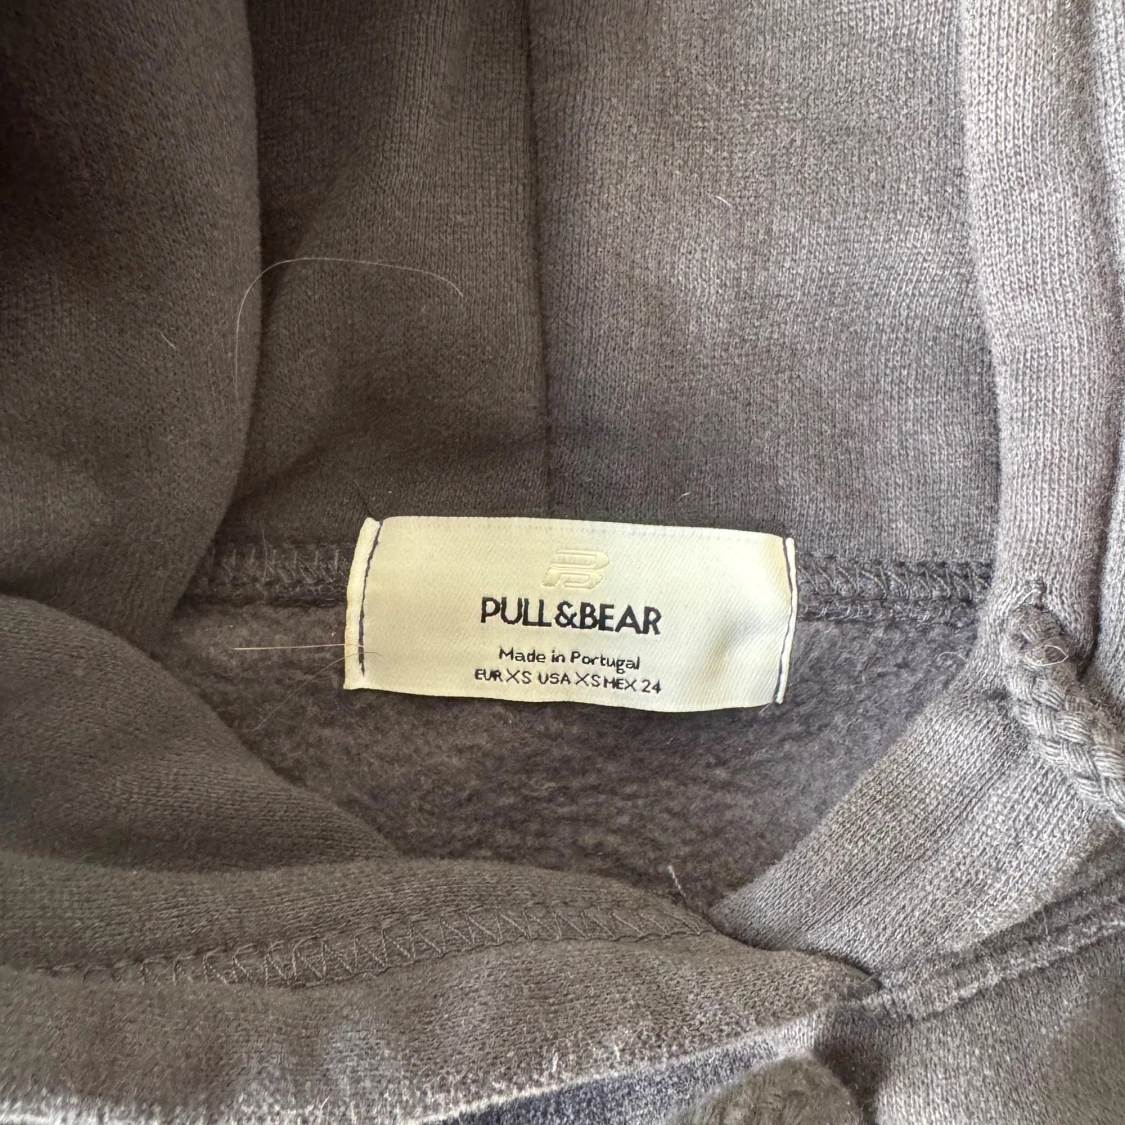 PULL&BEAR
Made in Portugal
EUR XS USA XS MEX 24